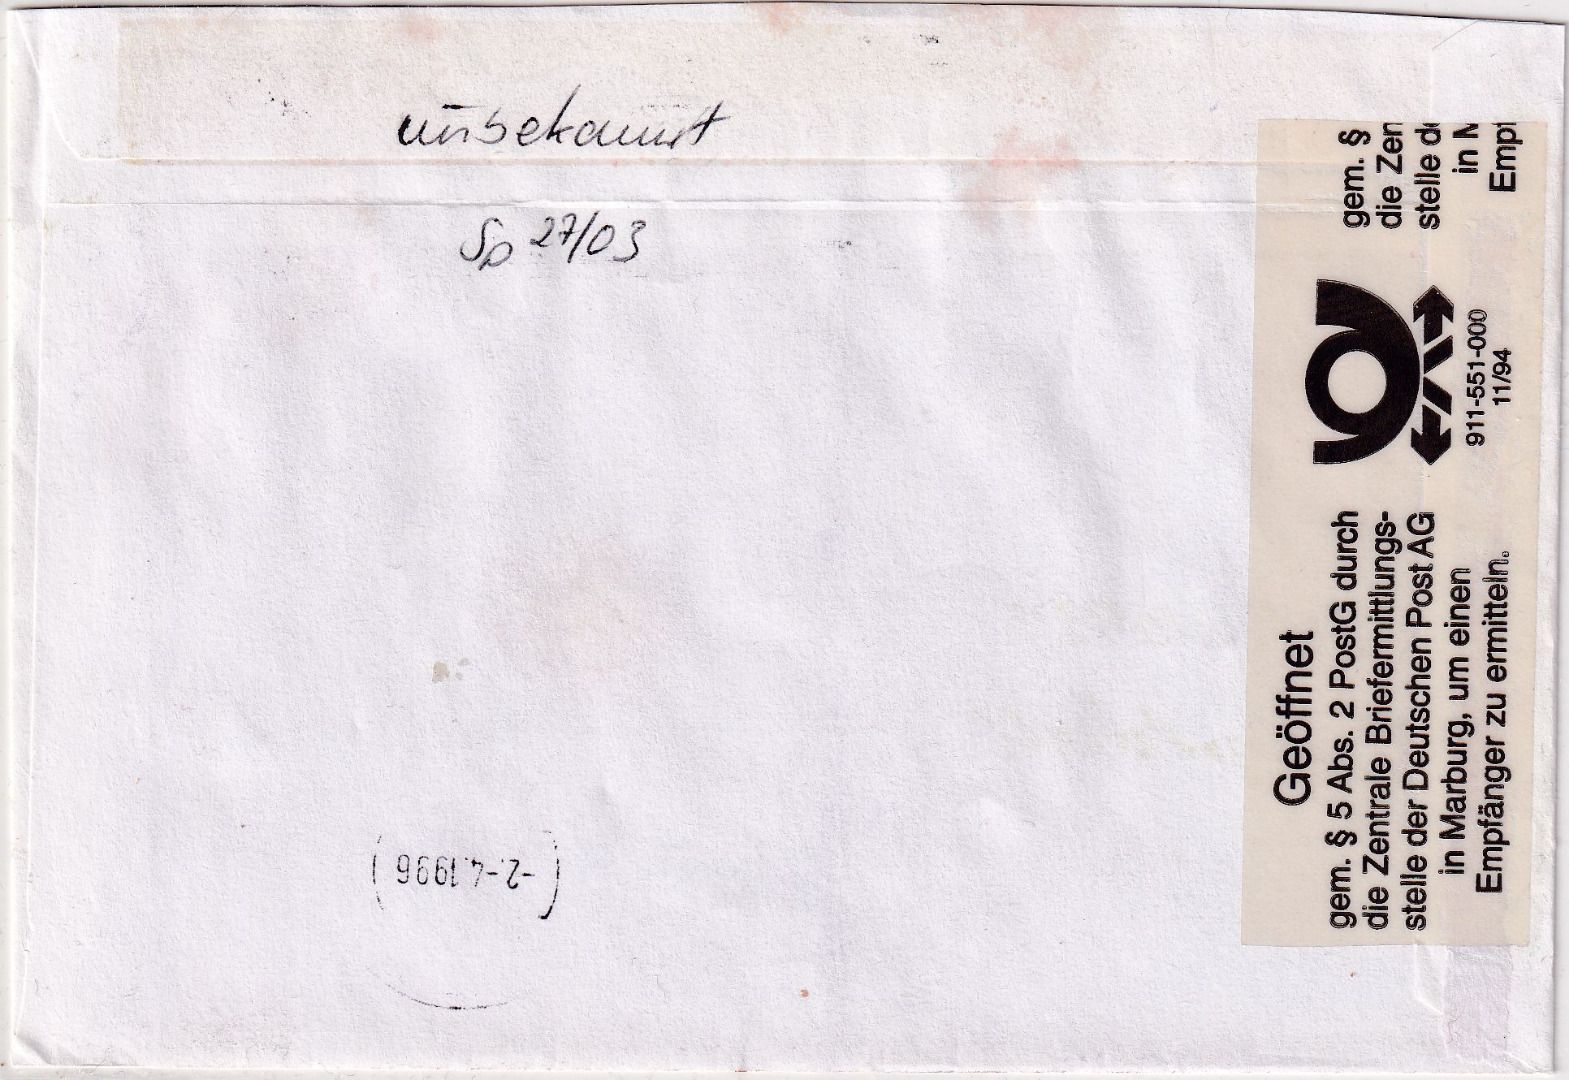 unbekannt
Sp 27/03
gem. §
die Zen
stelle de
in M
Empf
911-551-000
11/94
Geöffnet
gem. § 5 Abs. 2 PostG durch
die Zentrale Briefermittlungs-
stelle der Deutschen Post AG
in Marburg, um einen
Empfänger zu ermitteln.
-2.-4.1996